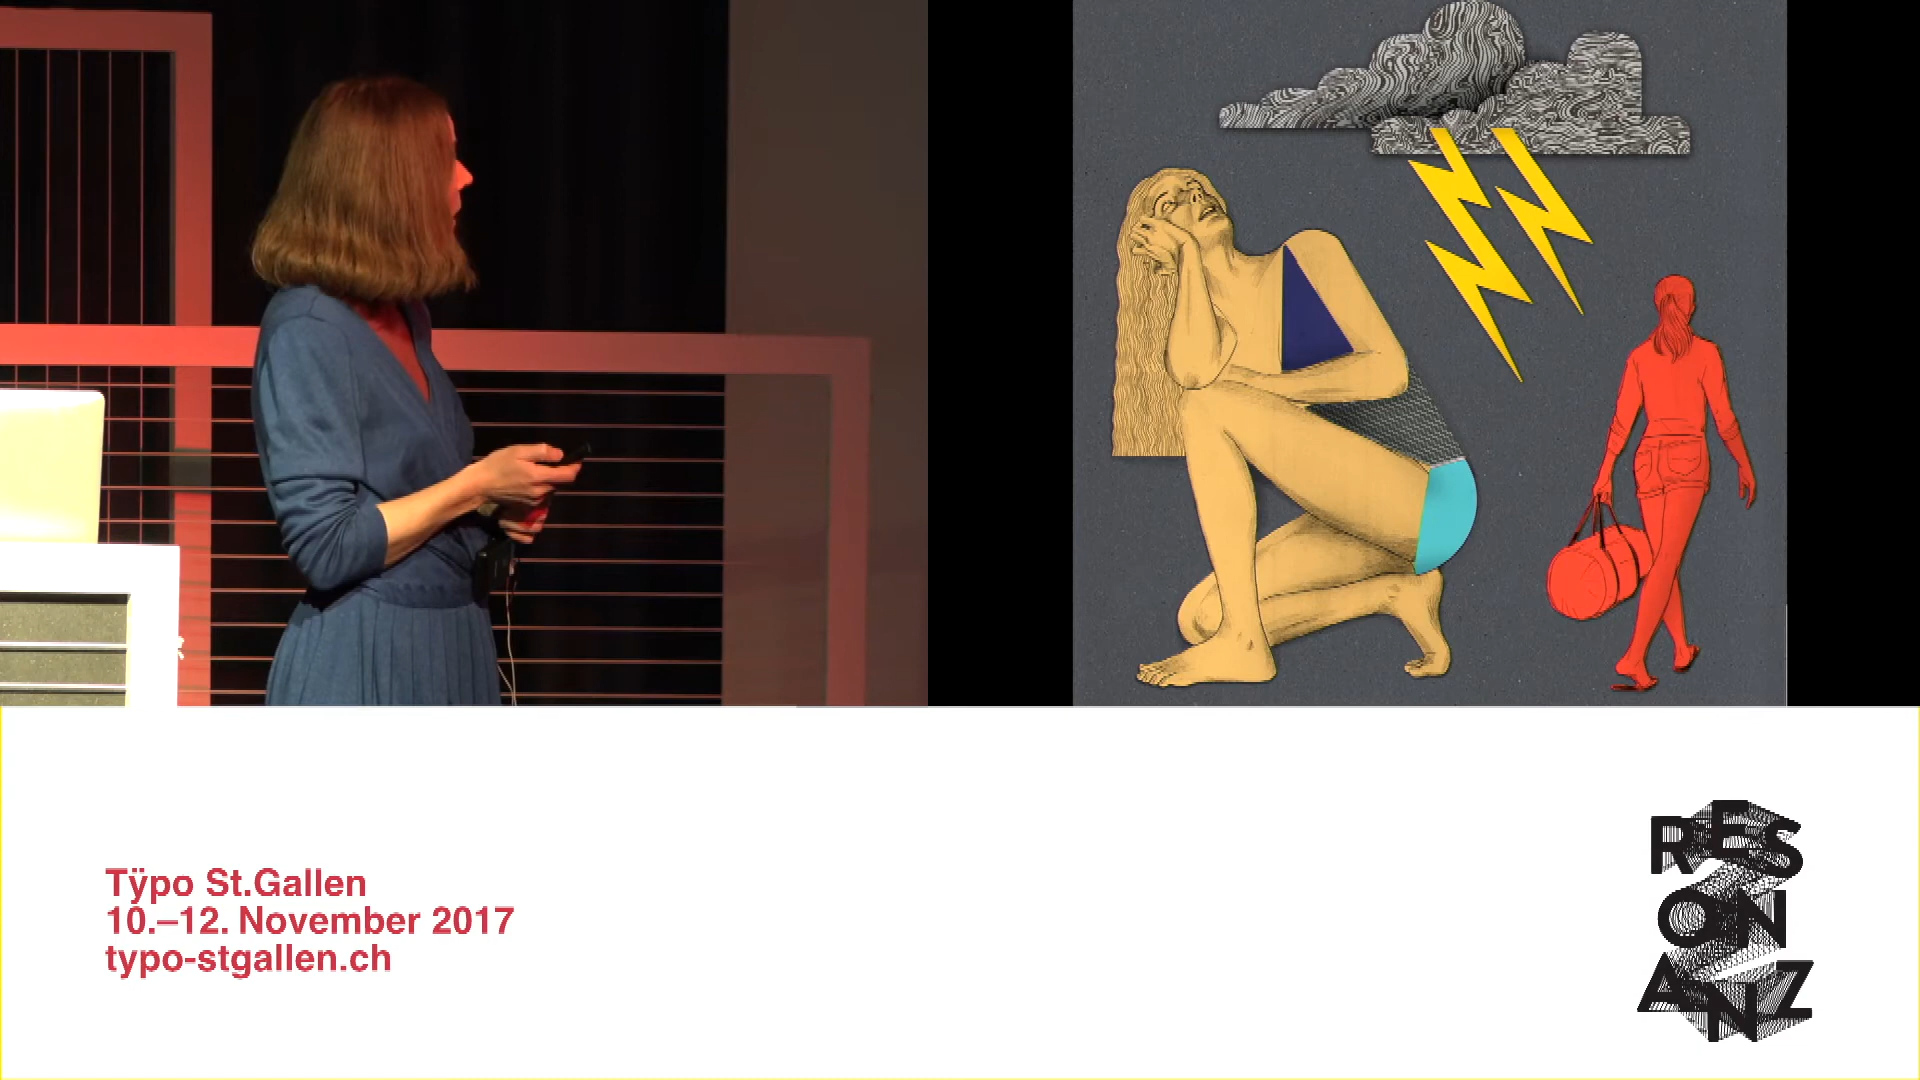 Tÿpo St.Gallen
10.–12. November 2017
typo-stgallen.ch
RES
ON
ANZ